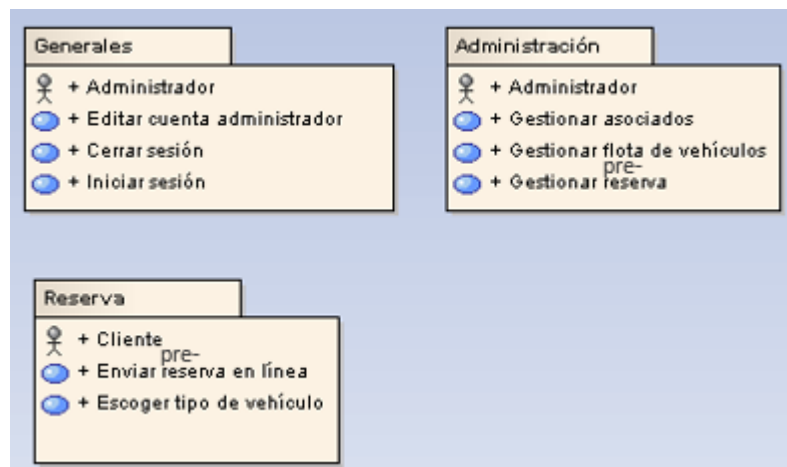 Generales
+ Administrador
+ Editar cuenta administrador
+ Cerrar sesión
+ Iniciar sesión
Administración
+ Administrador
+ Gestionar asociados
+ Gestionar flota de vehículos
pre-
+ Gestionar reserva
Reserva
+ Cliente
pre-
+ Enviar reserva en línea
+ Escoger tipo de vehículo